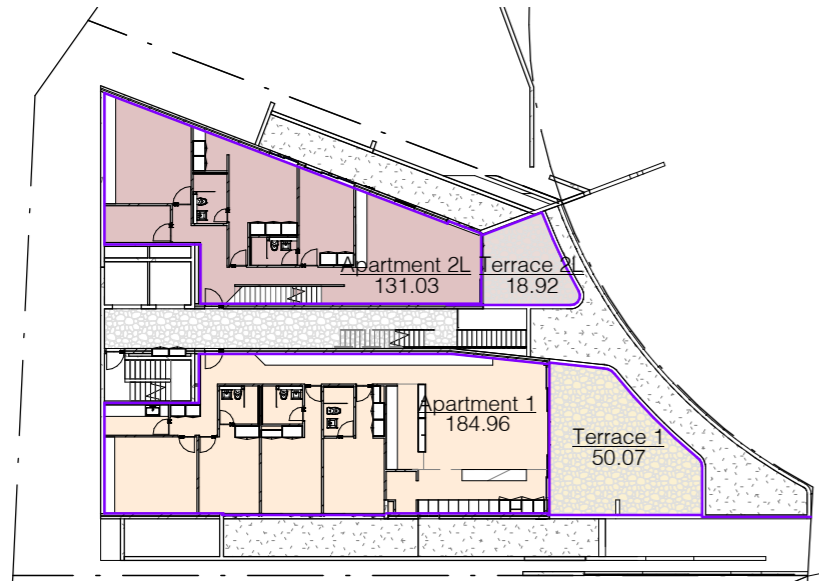 Apartment 2L
131.03
Terrace 2L
18.92
Apartment 1
184.96
Terrace 1
50.07